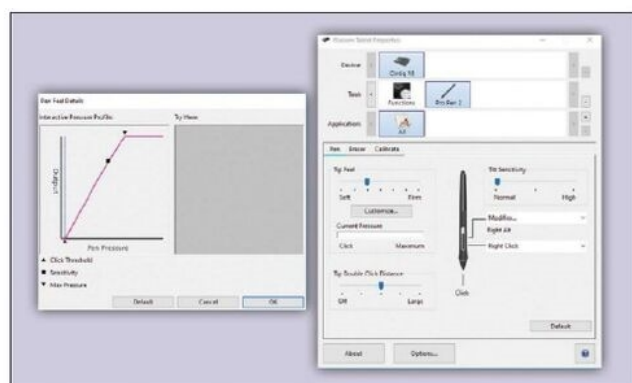 Pen Feel Details
Interactive Pressure Profile:
Try Here
Output
Pen Pressure
Click Threshold
Sensitivity
Max Pressure
Default
Cancel
OK
Wacom Tablet Properties
Device:
Cintiq 16
Tool:
Functions
Pro Pen 2
Application:
All
Pen
Eraser
Calibrate
Tip Feel
Soft
Firm
Customize...
Current Pressure
Click
Maximum
Tip Double Click Distance
Off
Large
Tilt Sensitivity
Normal
High
Modifier...
Right Alt
Right Click
Click
Default
About
Options...